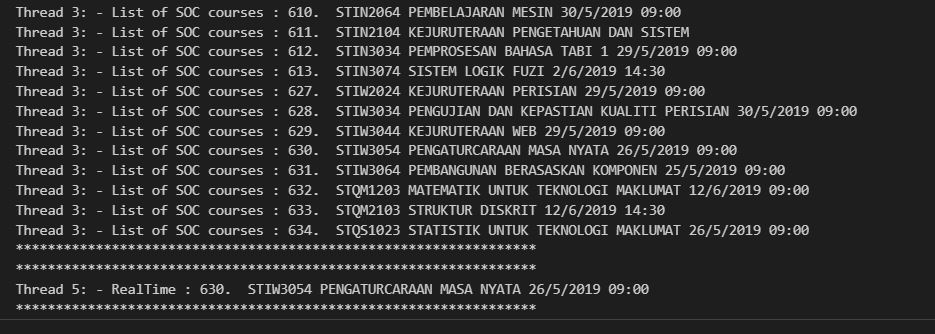 Thread 3: - List of SOC courses : 610.  STIN2064 PEMBELAJARAN MESIN 30/5/2019 09:00
Thread 3: - List of SOC courses : 611.  STIN2104 KEJURUTERAAN PENGETAHUAN DAN SISTEM
Thread 3: - List of SOC courses : 612.  STIN3034 PEMPROSESAN BAHASA TABI 1 29/5/2019 09:00
Thread 3: - List of SOC courses : 613.  STIN3074 SISTEM LOGIK FUZI 2/6/2019 14:30
Thread 3: - List of SOC courses : 627.  STIW2024 KEJURUTERAAN PERISIAN 29/5/2019 09:00
Thread 3: - List of SOC courses : 628.  STIW3034 PENGUJIAN DAN KEPASTIAN KUALITI PERISIAN 30/5/2019 09:00
Thread 3: - List of SOC courses : 629.  STIW3044 KEJURUTERAAN WEB 29/5/2019 09:00
Thread 3: - List of SOC courses : 630.  STIW3054 PENGATURCARAAN MASA NYATA 26/5/2019 09:00
Thread 3: - List of SOC courses : 631.  STIW3064 PEMBANGUNAN BERASASKAN KOMPONEN 25/5/2019 09:00
Thread 3: - List of SOC courses : 632.  STQM1203 MATEMATIK UNTUK TEKNOLOGI MAKLUMAT 12/6/2019 09:00
Thread 3: - List of SOC courses : 633.  STQM2103 STRUKTUR DISKRIT 12/6/2019 14:30
Thread 3: - List of SOC courses : 634.  STQS1023 STATISTIK UNTUK TEKNOLOGI MAKLUMAT 26/5/2019 09:00
*****************************************************************
*****************************************************************
Thread 5: - RealTime : 630.  STIW3054 PENGATURCARAAN MASA NYATA 26/5/2019 09:00
*****************************************************************